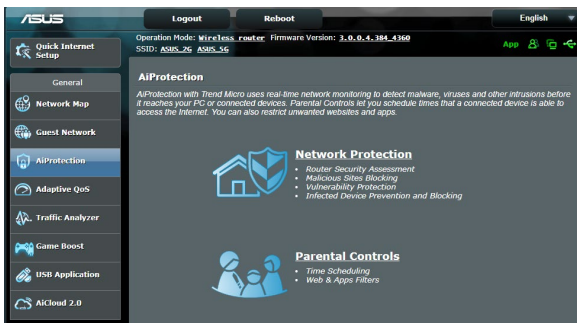 ASUS
Logout
Reboot
English
Operation Mode: Wireless router Firmware Version: 3.0.0.4.384_4360
SSID: ASUS_2G ASUS_5G
App
Quick Internet
Setup
General
Network Map
Guest Network
AiProtection
Adaptive QoS
Traffic Analyzer
Game Boost
USB Application
AiCloud 2.0
AiProtection
AiProtection with Trend Micro uses real-time network monitoring to detect malware, viruses and other intrusions before
it reaches your PC or connected devices. Parental Controls let you schedule times that a connected device is able to
access the Internet. You can also restrict unwanted websites and apps.
Network Protection
• Router Security Assessment
• Malicious Sites Blocking
• Vulnerability Protection
• Infected Device Prevention and Blocking
Parental Controls
• Time Scheduling
• Web & Apps Filters